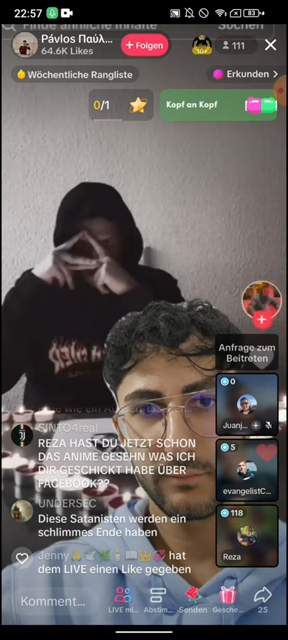 22:57
83
Finde ähnliche Inhalte
Suchen
Pávlos Παύλ...
64.6K Likes
+ Folgen
10+
111
Wöchentliche Rangliste
Erkunden >
0/1
Kopf an Kopf
Anfrage zum
Beitreten
0
Juanj...
5
evangelistC...
118
Reza
SINTO4real
REZA HAST DU JETZT SCHON
DAS ANIME GESEHN WAS ICH
DIR GESCHICKT HABE ÜBER
FACEBOOK??
UNDERSEC
Diese Satanisten werden ein
schlimmes Ende haben
Jenny
hat
dem LIVE einen Like gegeben
Komment...
LIVE mi...
Abstim...
Senden
Gesche...
25